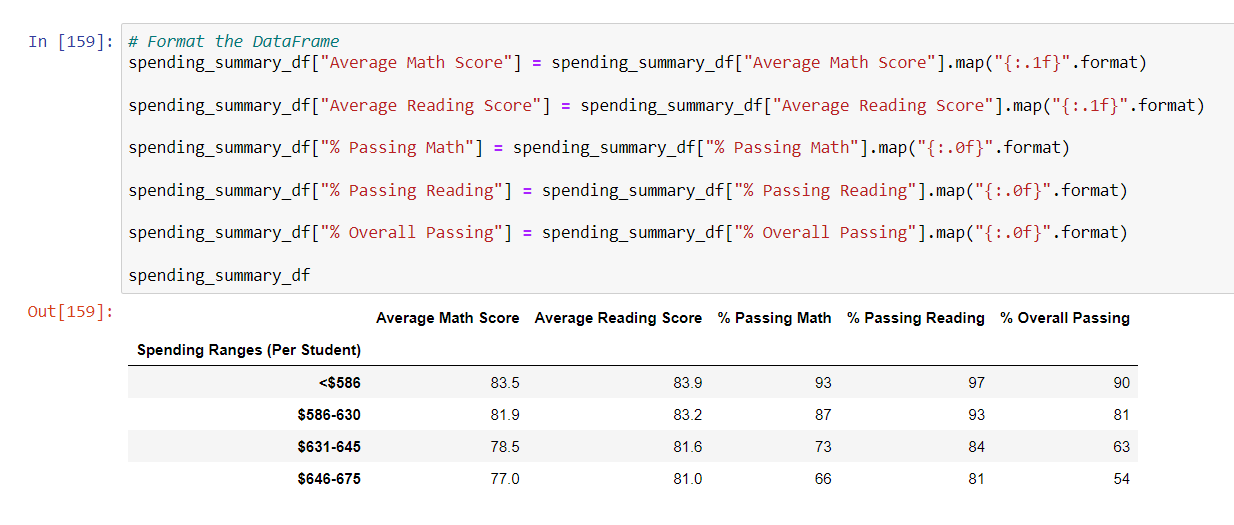 In [159]: # Format the DataFrame
spending_summary_df["Average Math Score"] = spending_summary_df["Average Math Score"].map("{:.1f}".format)
spending_summary_df["Average Reading Score"] = spending_summary_df["Average Reading Score"].map("{:.1f}".format)
spending_summary_df["% Passing Math"] = spending_summary_df["% Passing Math"].map("{:.0f}".format)
spending_summary_df["% Passing Reading"] = spending_summary_df["% Passing Reading"].map("{:.0f}".format)
spending_summary_df["% Overall Passing"] = spending_summary_df["% Overall Passing"].map("{:.0f}".format)
spending_summary_df
Out[159]:
Average Math Score Average Reading Score % Passing Math % Passing Reading % Overall Passing
Spending Ranges (Per Student)
<$586 83.5 83.9 93 97 90
$586-630 81.9 83.2 87 93 81
$631-645 78.5 81.6 73 84 63
$646-675 77.0 81.0 66 81 54